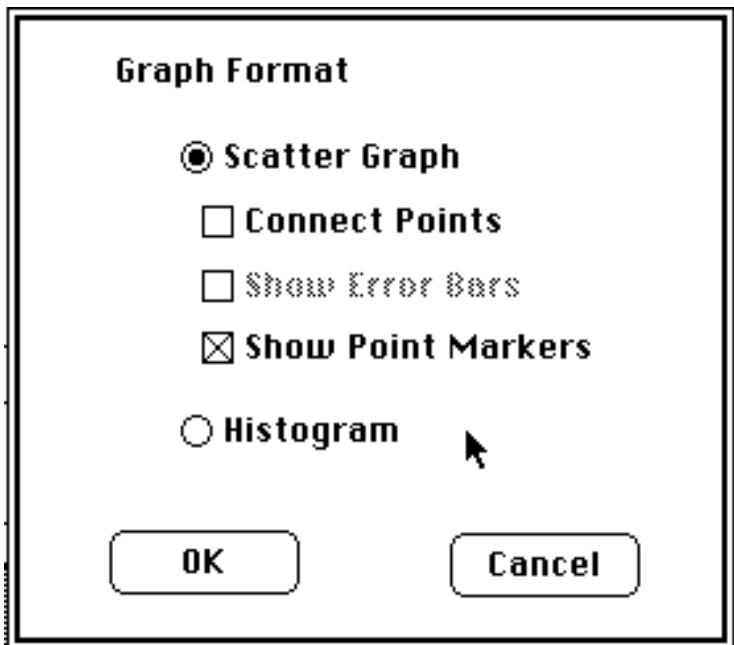 Graph Format
Scatter Graph
Connect Points
Show Error Bars
Show Point Markers
Histogram
OK
Cancel